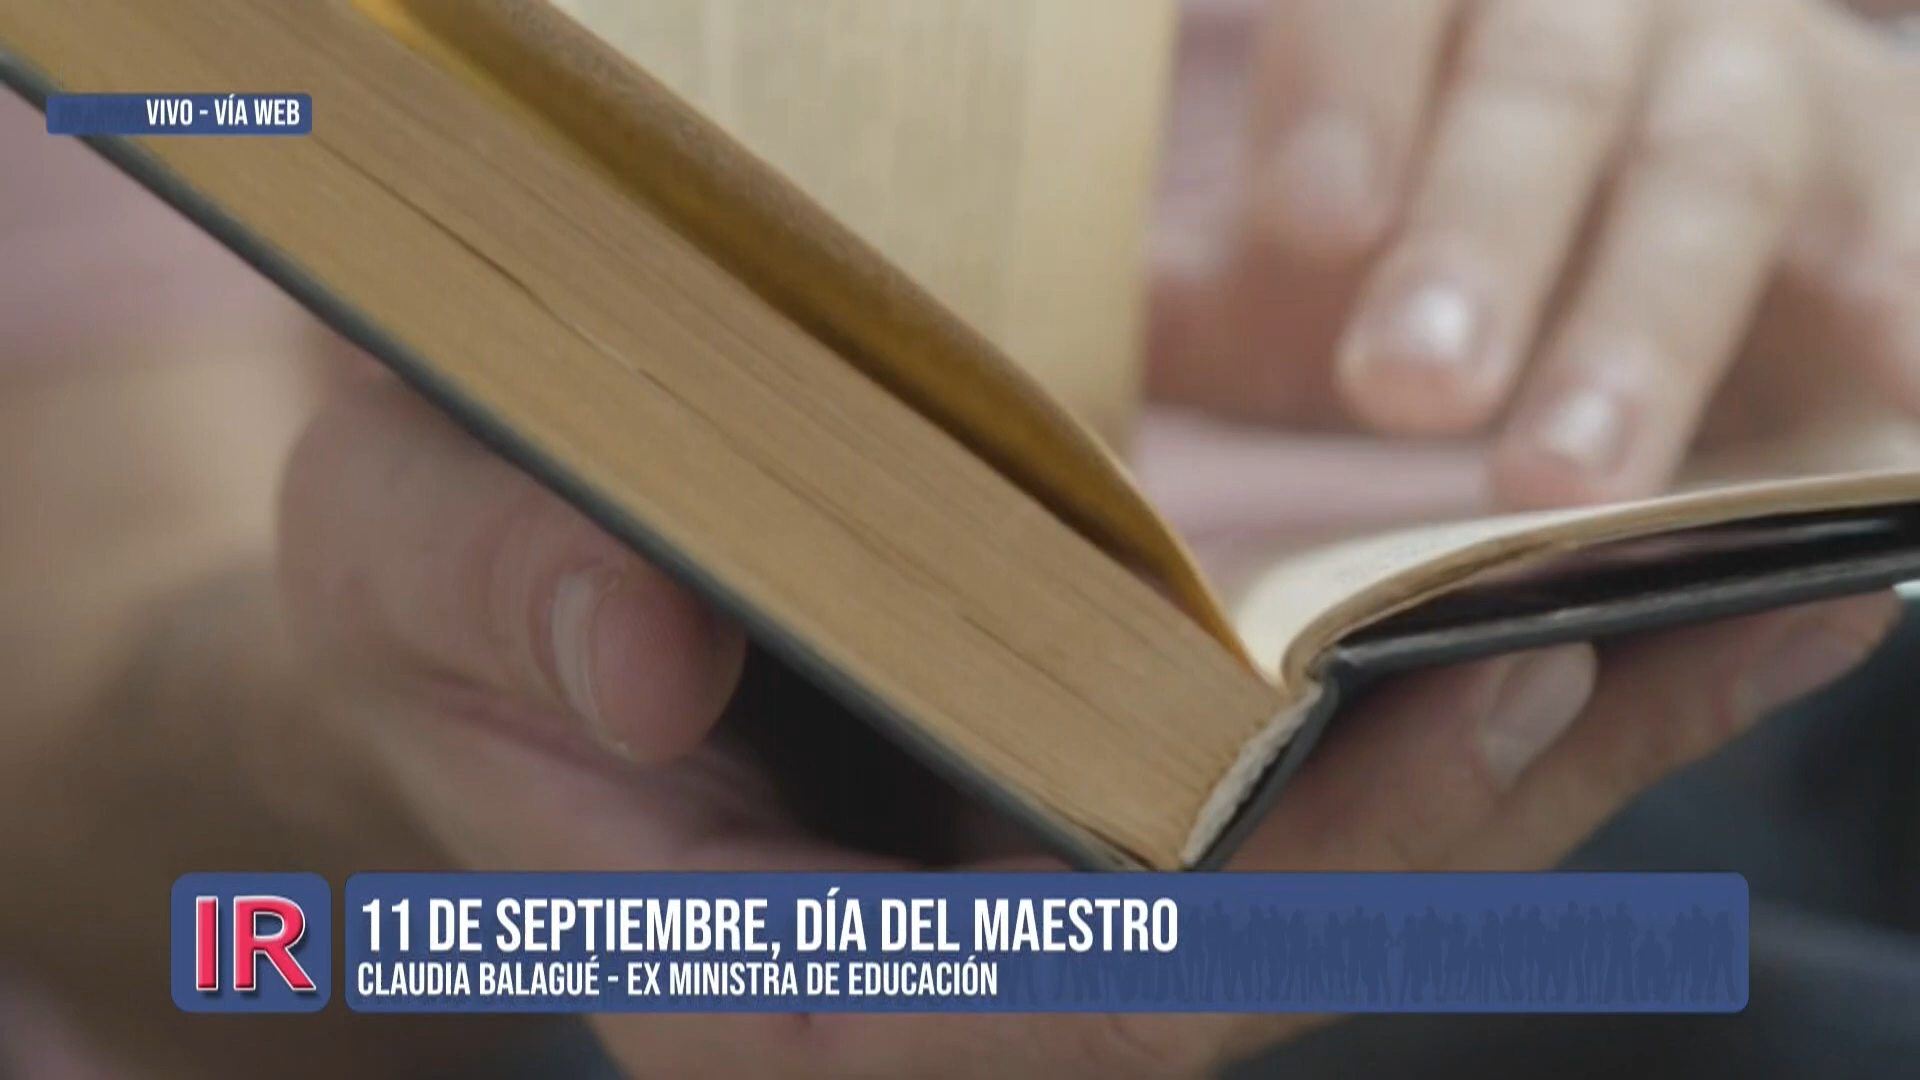 VIVO - VÍA WEB
IR
11 DE SEPTIEMBRE, DÍA DEL MAESTRO
CLAUDIA BALAGUÉ - EX MINISTRA DE EDUCACIÓN